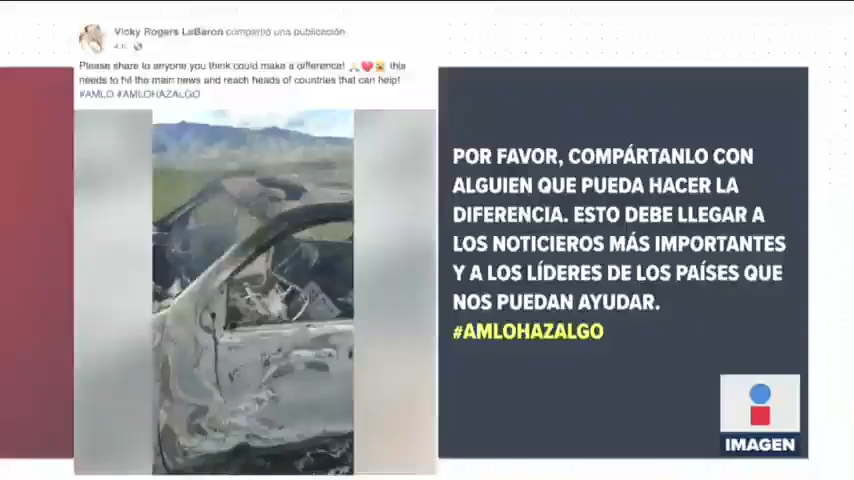 Vicky Rogers LeBaron compartió una publicación
4 h
Please share to anyone you think could make a difference! this
needs to hit the main news and reach heads of countries that can help!
#AMLO #AMLOHAZALGO
POR FAVOR, COMPÁRTANLO CON
ALGUIEN QUE PUEDA HACER LA
DIFERENCIA. ESTO DEBE LLEGAR A
LOS NOTICIEROS MÁS IMPORTANTES
Y A LOS LÍDERES DE LOS PAÍSES QUE
NOS PUEDAN AYUDAR.
#AMLOHAZALGO
IMAGEN